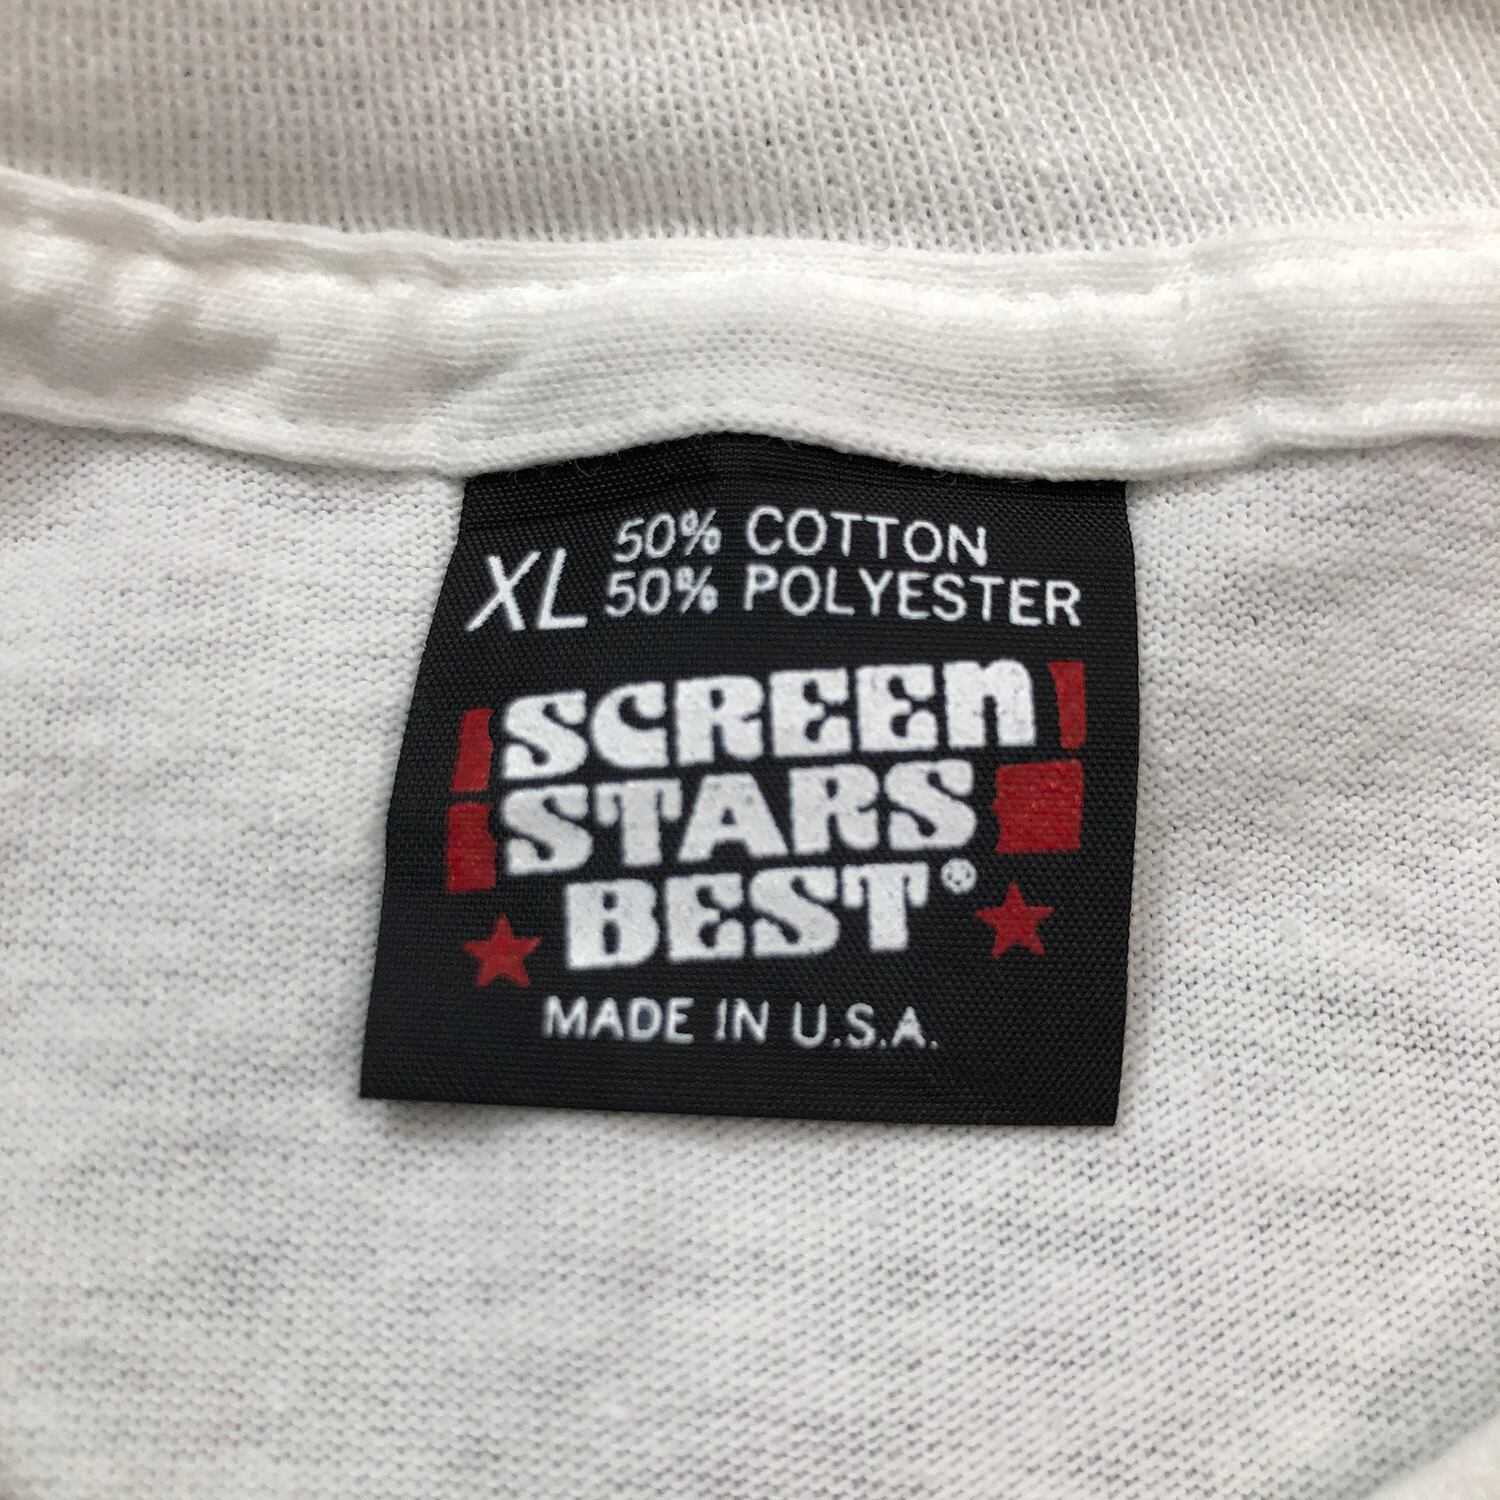 XL 50% COTTON
50% POLYESTER
SCREEN
STARS
BEST®
MADE IN U.S.A.